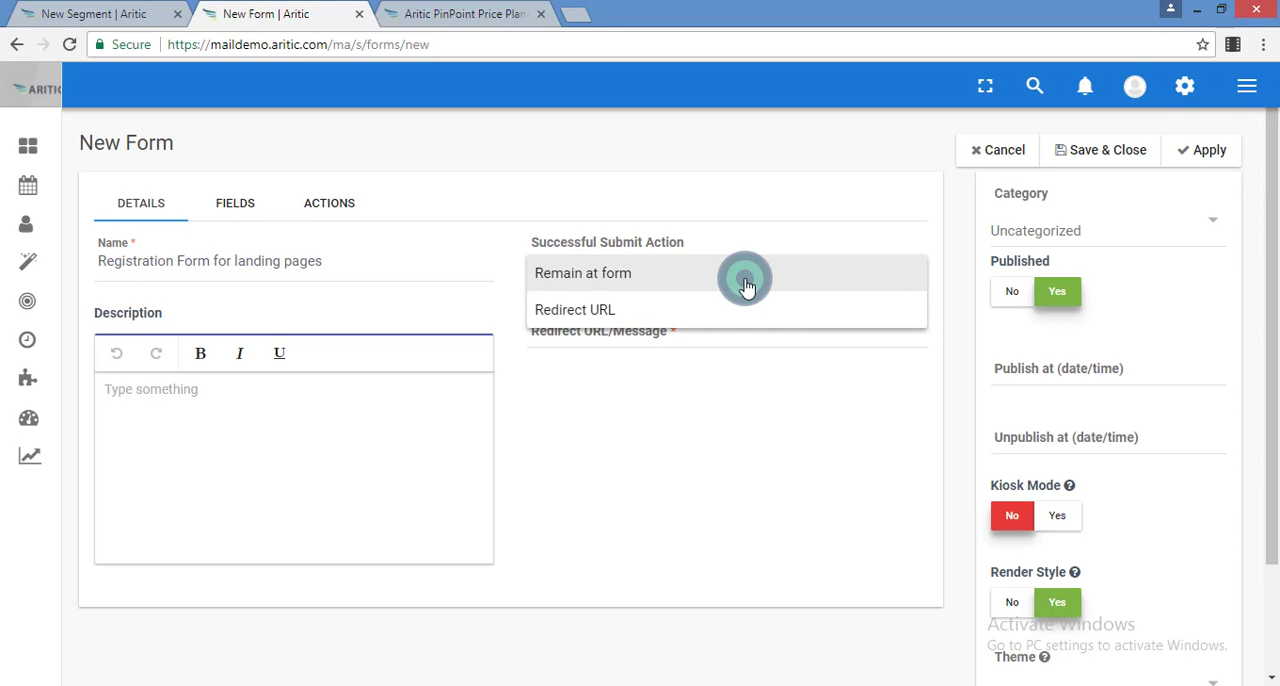 New Segment | Aritic
New Form | Aritic
Aritic PinPoint Price Plan
Secure
https://maildemo.aritic.com/ma/s/forms/new
ARITIC
New Form
Cancel
Save & Close
Apply
DETAILS
FIELDS
ACTIONS
Name *
Registration Form for landing pages
Description
B I U
Type something
Successful Submit Action
Remain at form
Redirect URL
Redirect URL/Message *
Category
Uncategorized
Published
No Yes
Publish at (date/time)
Unpublish at (date/time)
Kiosk Mode
No Yes
Render Style
No Yes
Activate Windows
Go to PC settings to activate Windows.
Theme